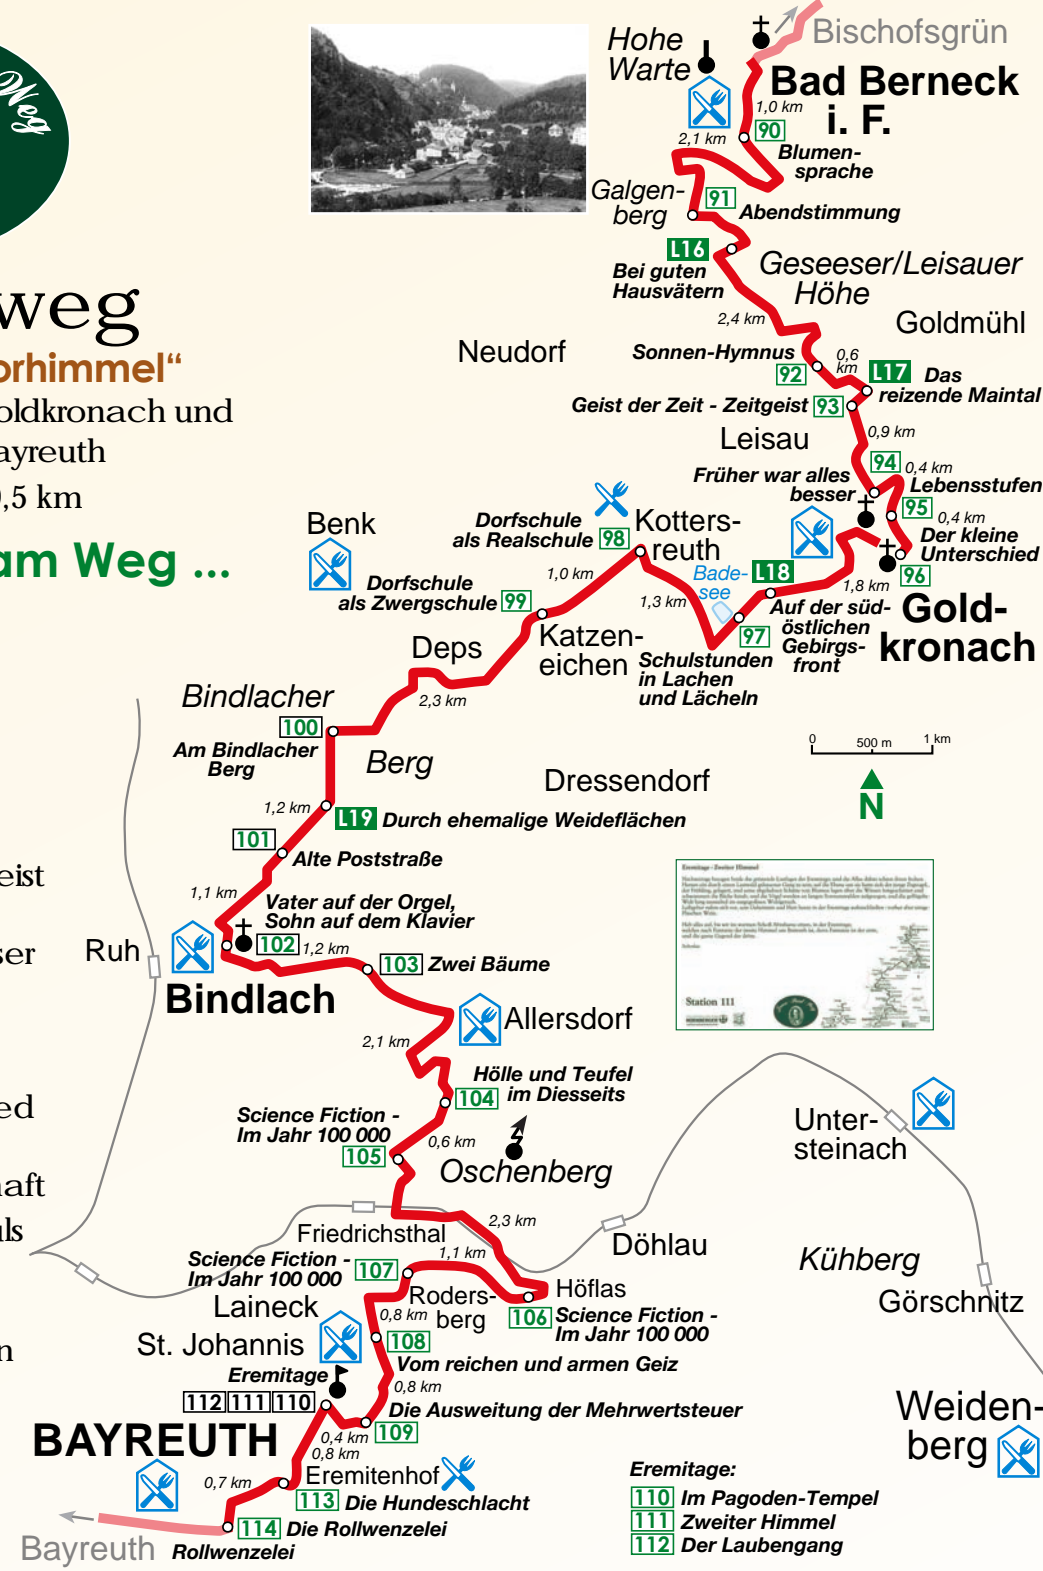 Weg
weg
orhimmel“
oldkronach und
ayreuth
,5 km
am Weg ...
eist
ser
ed
haft
ls
n
Bischofsgrün
Hohe
Warte
Bad Berneck
i. F.
1,0 km
90
Blumen-
sprache
2,1 km
Galgen-
berg
91
Abendstimmung
L16
Bei guten
Hausvätern
Geseeser/Leisauer
Höhe
2,4 km
Goldmühl
Neudorf
Sonnen-Hymnus
92
0,6
km
L17
Das
reizende Maintal
Geist der Zeit - Zeitgeist
93
0,9 km
Leisau
94
0,4 km
Früher war alles
besser
Lebensstufen
95
0,4 km
Der kleine
Unterschied
96
Gold-
kronach
1,8 km
Benk
Dorfschule
als Realschule
98
Kotters-
reuth
Bade-
see
L18
Auf der süd-
östlichen
Gebirgs-
front
1,0 km
1,3 km
97
Schulstunden
in Lachen
und Lächeln
Dorfschule
als Zwergschule
99
Katzen-
eichen
Deps
2,3 km
Bindlacher
100
Am Bindlacher
Berg
Berg
0
500 m
1 km
N
Dressendorf
1,2 km
L19
Durch ehemalige Weideflächen
101
Alte Poststraße
1,1 km
Vater auf der Orgel,
Sohn auf dem Klavier
102
1,2 km
Ruh
Bindlach
103
Zwei Bäume
Eremitage - Zweiter Himmel
Station 111
Allersdorf
2,1 km
Hölle und Teufel
im Diesseits
104
Science Fiction -
Im Jahr 100 000
105
0,6 km
Oschenberg
Unter-
steinach
Friedrichsthal
2,3 km
Döhlau
Science Fiction -
Im Jahr 100 000
107
1,1 km
Kühberg
Görschnitz
Höflas
Roders-
berg
106
Science Fiction -
Im Jahr 100 000
Laineck
0,8 km
St. Johannis
108
Vom reichen und armen Geiz
Eremitage
0,8 km
112
111
110
Die Ausweitung der Mehrwertsteuer
109
0,4 km
BAYREUTH
0,8 km
Weiden-
berg
Eremitenhof
0,7 km
113
Die Hundeschlacht
114
Die Rollwenzelei
Rollwenzelei
Bayreuth
Eremitage:
110 Im Pagoden-Tempel
111 Zweiter Himmel
112 Der Laubengang